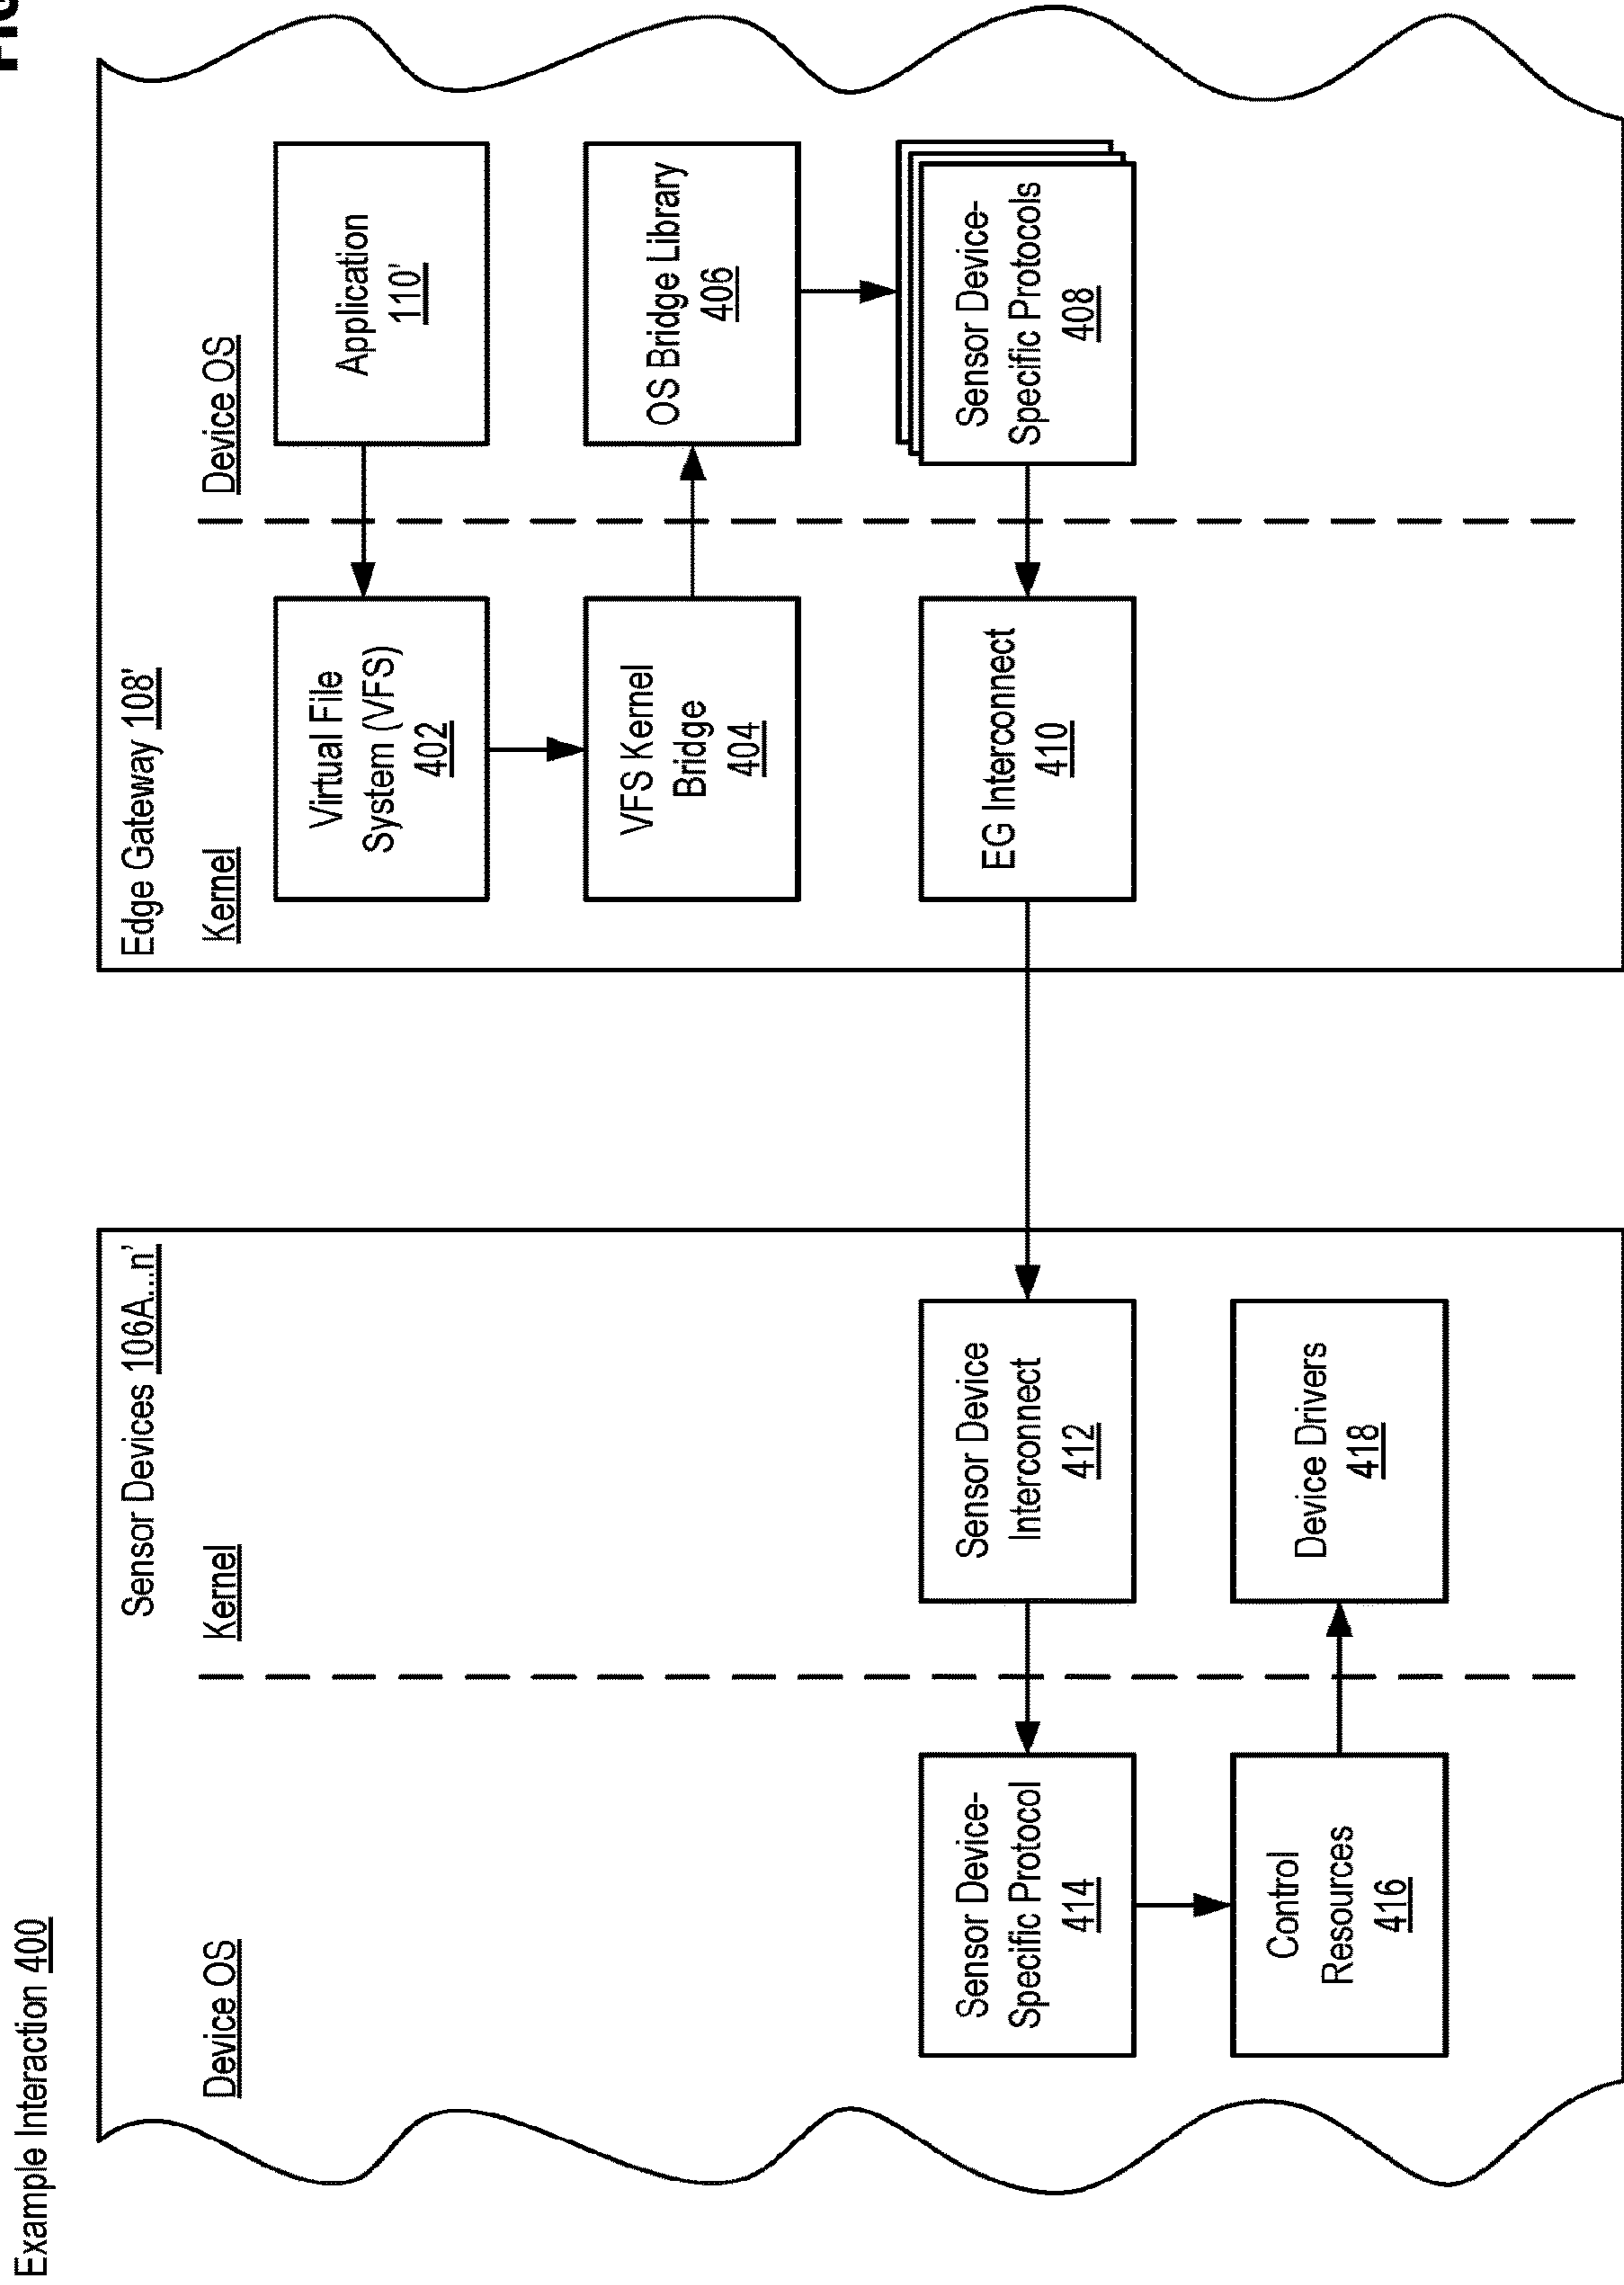 Example Interaction 400
Sensor Devices 106A...n'
Device OS
Kernel
Sensor Device-
Specific Protocol
414
Sensor Device
Interconnect
412
Control
Resources
416
Device Drivers
418
Edge Gateway 108'
Kernel
Device OS
Virtual File
System (VFS)
402
Application
110'
VFS Kernel
Bridge
404
OS Bridge Library
406
EG Interconnect
410
Sensor Device-
Specific Protocols
408